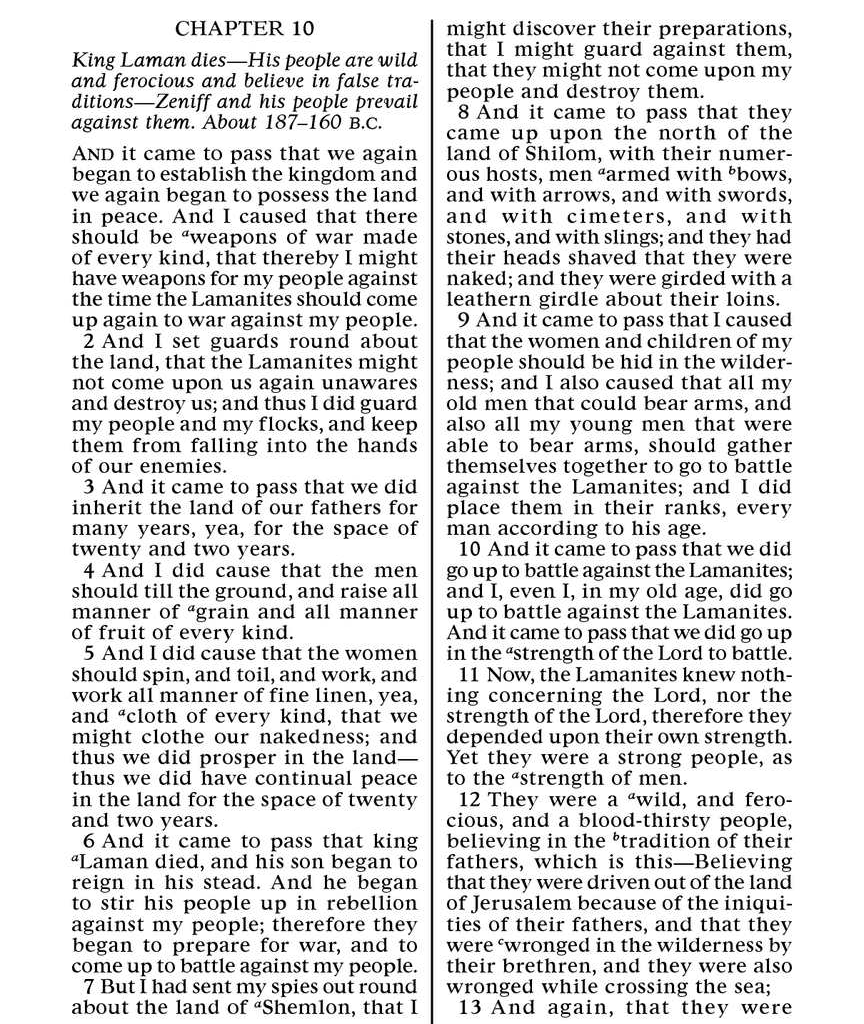 CHAPTER 10
King Laman dies—His people are wild
and ferocious and believe in false tra-
ditions—Zeniff and his people prevail
against them. About 187–160 B.C.
AND it came to pass that we again
began to establish the kingdom and
we again began to possess the land
in peace. And I caused that there
should be aweapons of war made
of every kind, that thereby I might
have weapons for my people against
the time the Lamanites should come
up again to war against my people.
2 And I set guards round about
the land, that the Lamanites might
not come upon us again unawares
and destroy us; and thus I did guard
my people and my flocks, and keep
them from falling into the hands
of our enemies.
3 And it came to pass that we did
inherit the land of our fathers for
many years, yea, for the space of
twenty and two years.
4 And I did cause that the men
should till the ground, and raise all
manner of agrain and all manner
of fruit of every kind.
5 And I did cause that the women
should spin, and toil, and work, and
work all manner of fine linen, yea,
and acloth of every kind, that we
might clothe our nakedness; and
thus we did prosper in the land—
thus we did have continual peace
in the land for the space of twenty
and two years.
6 And it came to pass that king
aLaman died, and his son began to
reign in his stead. And he began
to stir his people up in rebellion
against my people; therefore they
began to prepare for war, and to
come up to battle against my people.
7 But I had sent my spies out round
about the land of aShemlon, that I
might discover their preparations,
that I might guard against them,
that they might not come upon my
people and destroy them.
8 And it came to pass that they
came up upon the north of the
land of Shilom, with their numer-
ous hosts, men aarmed with bbows,
and with arrows, and with swords,
and with cimeters, and with
stones, and with slings; and they had
their heads shaved that they were
naked; and they were girded with a
leathern girdle about their loins.
9 And it came to pass that I caused
that the women and children of my
people should be hid in the wilder-
ness; and I also caused that all my
old men that could bear arms, and
also all my young men that were
able to bear arms, should gather
themselves together to go to battle
against the Lamanites; and I did
place them in their ranks, every
man according to his age.
10 And it came to pass that we did
go up to battle against the Lamanites;
and I, even I, in my old age, did go
up to battle against the Lamanites.
And it came to pass that we did go up
in the astrength of the Lord to battle.
11 Now, the Lamanites knew noth-
ing concerning the Lord, nor the
strength of the Lord, therefore they
depended upon their own strength.
Yet they were a strong people, as
to the astrength of men.
12 They were a awild, and fero-
cious, and a blood-thirsty people,
believing in the btradition of their
fathers, which is this—Believing
that they were driven out of the land
of Jerusalem because of the iniqui-
ties of their fathers, and that they
were cwronged in the wilderness by
their brethren, and they were also
wronged while crossing the sea;
13 And again, that they were